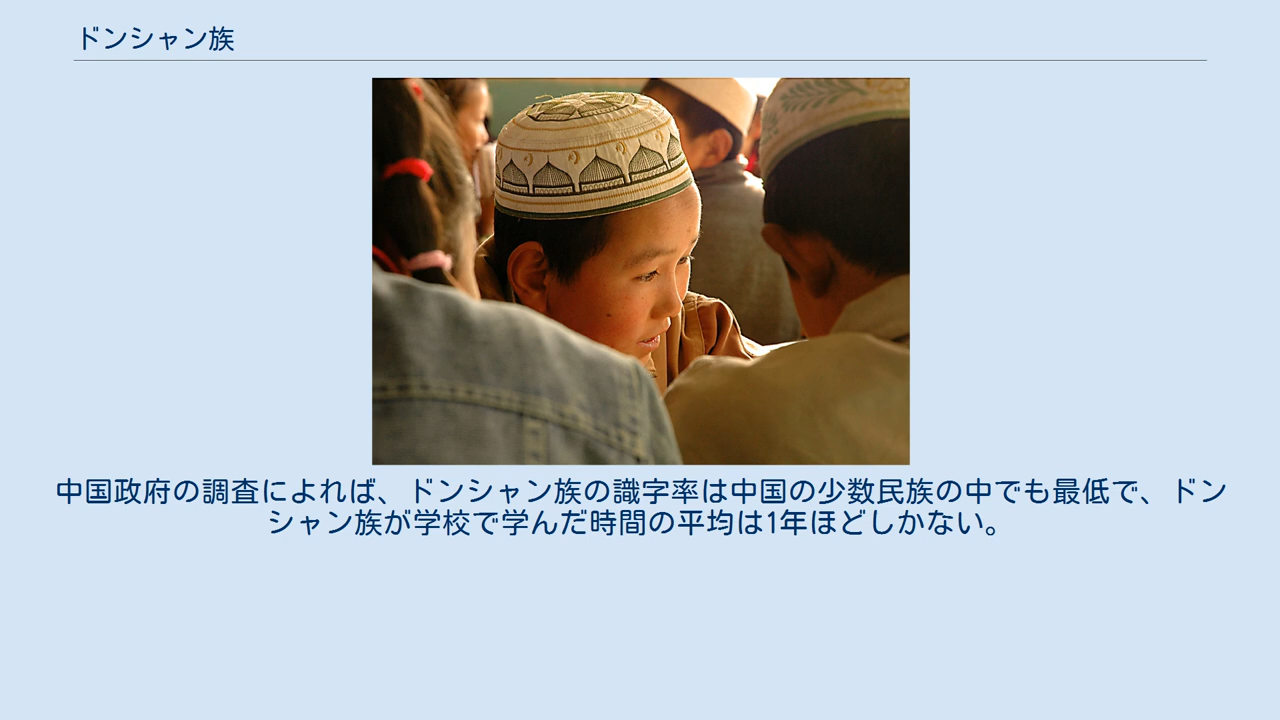 ドンシャン族
中国政府の調査によれば、ドンシャン族の識字率は中国の少数民族の中でも最低で、ドン
シャン族が学校で学んだ時間の平均は1年ほどしかない。